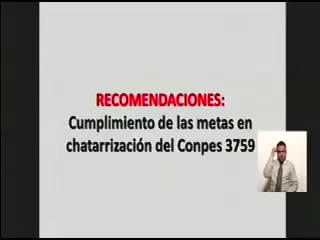 RECOMENDACIONES:
Cumplimiento de las metas en
chatarrización del Conpes 3759